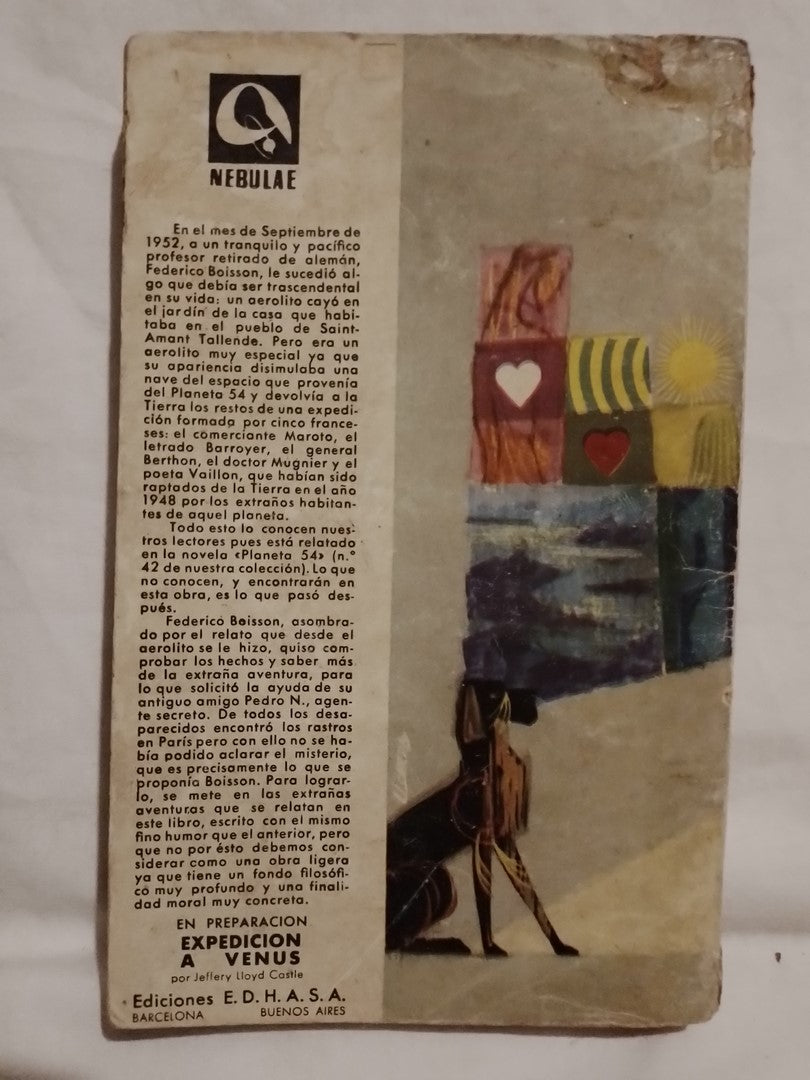 NEBULAE
En el mes de Septiembre de
1952, a un tranquilo y pacífico
profesor retirado de alemán,
Federico Boisson, le sucedió al-
go que debía ser trascendental
en su vida: un aerolito cayó en
el jardín de la casa que habi-
taba en el pueblo de Saint-
Amant Tallende. Pero era un
aerolito muy especial ya que
su apariencia disimulaba una
nave del espacio que provenía
del Planeta 54 y devolvía a la
Tierra los restos de una expedi-
ción formada por cinco france-
ses: el comerciante Maroto, el
letrado Barroyer, el general
Berthon, el doctor Mugnier y el
poeta Vaillon, que habían sido
raptados de la Tierra en el año
1948 por los extraños habitan-
tes de aquel planeta.
Todo esto lo conocen nues-
tros lectores pues está relatado
en la novela «Planeta 54» (n.°
42 de nuestra colección). Lo que
no conocen, y encontrarán en
esta obra, es lo que pasó des-
pués.
Federico Boisson, asombra-
do por el relato que desde el
aerolito se le hizo, quiso com-
probar los hechos y saber más
de la extraña aventura, para
lo que solicitó la ayuda de su
antiguo amigo Pedro N., agen-
te secreto. De todos los desa-
parecidos encontró los rastros
en París pero con ello no se ha-
bía podido aclarar el misterio,
que es precisamente lo que se
proponía Boisson. Para lograr-
lo, se mete en las extrañas
aventuras que se relatan en
este libro, escrito con el mismo
fino humor que el anterior, pero
que no por ésto debemos con-
siderar como una obra ligera
ya que tiene un fondo filosófi-
co muy profundo y una finali-
dad moral muy concreta.
EN PREPARACION
EXPEDICION
A VENUS
por Jeffery Lloyd Castle
Ediciones E. D. H. A. S. A.
BARCELONA BUENOS AIRES